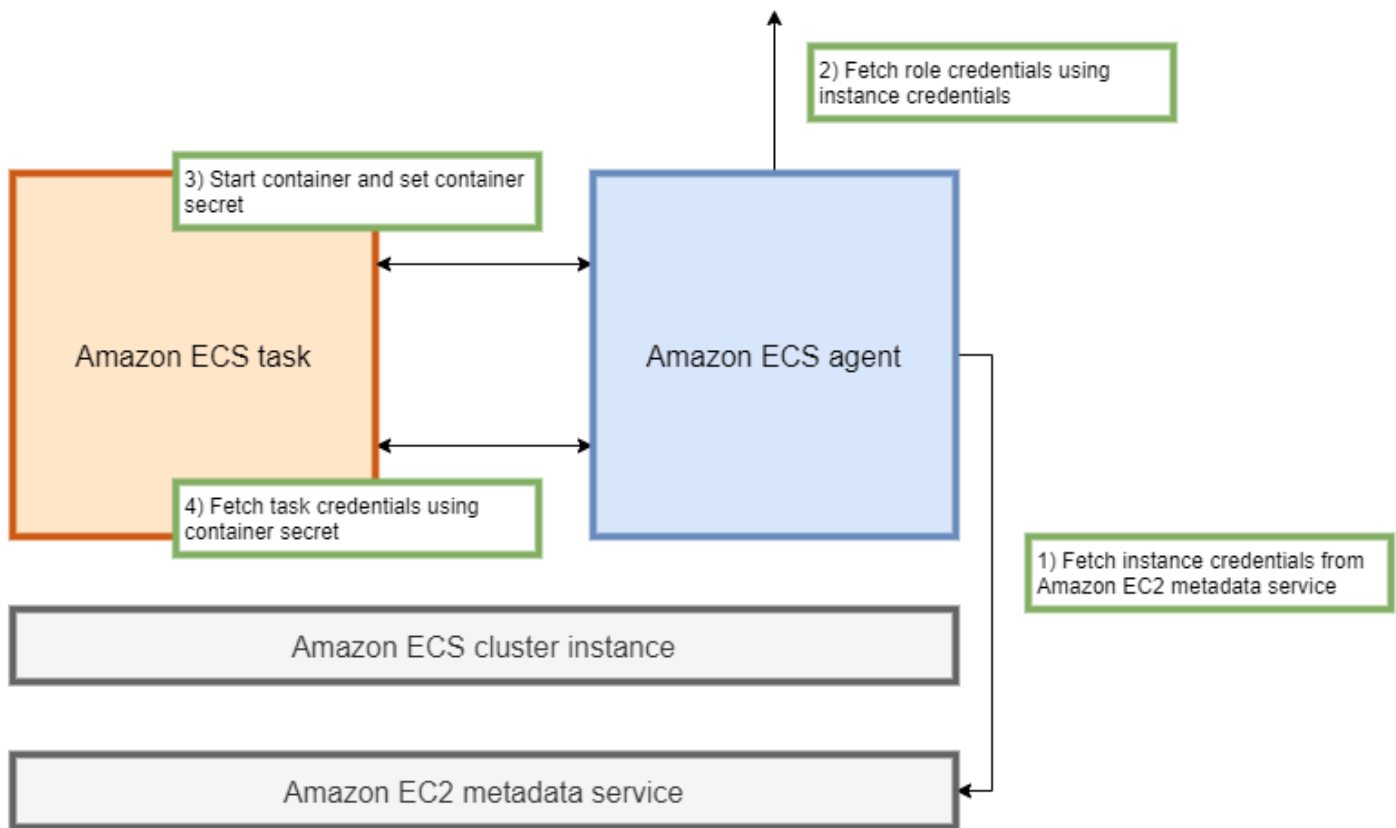 2) Fetch role credentials using
instance credentials
3) Start container and set container
secret
Amazon ECS task
Amazon ECS agent
4) Fetch task credentials using
container secret
1) Fetch instance credentials from
Amazon EC2 metadata service
Amazon ECS cluster instance
Amazon EC2 metadata service